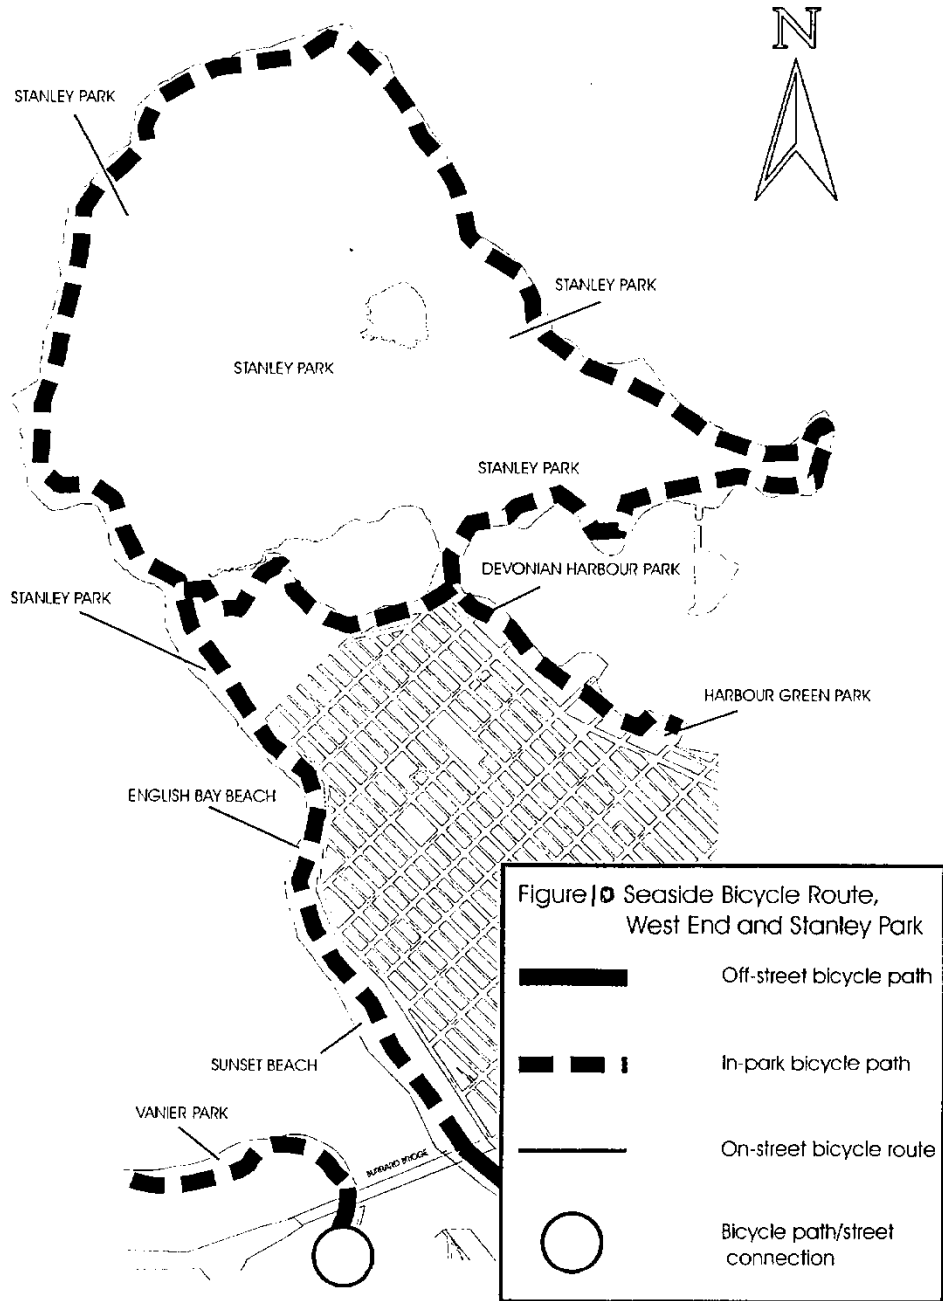 N
STANLEY PARK
STANLEY PARK
STANLEY PARK
STANLEY PARK
DEVONIAN HARBOUR PARK
STANLEY PARK
HARBOUR GREEN PARK
ENGLISH BAY BEACH
Figure 10 Seaside Bicycle Route,
West End and Stanley Park
Off-street bicycle path
SUNSET BEACH
In-park bicycle path
VANIER PARK
BURRARD BRIDGE
On-street bicycle route
Bicycle path/street
connection